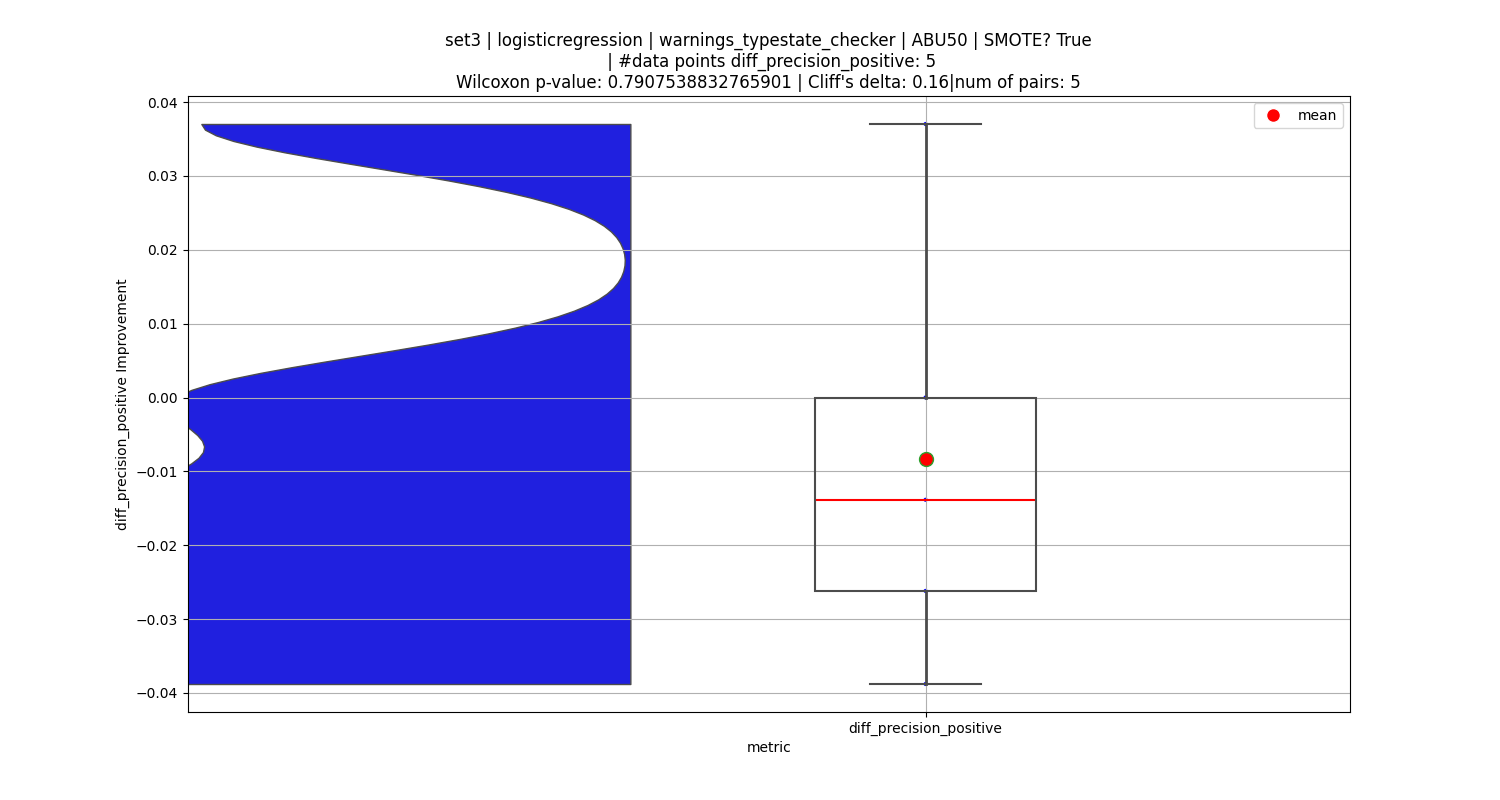 set3 | logisticregression | warnings_typestate_checker | ABU50 | SMOTE? True
| #data points diff_precision_positive: 5
Wilcoxon p-value: 0.7907538832765901 | Cliff's delta: 0.16|num of pairs: 5
mean
0.04
0.03
0.02
0.01
0.00
−0.01
−0.02
−0.03
−0.04
diff_precision_positive Improvement
diff_precision_positive
metric